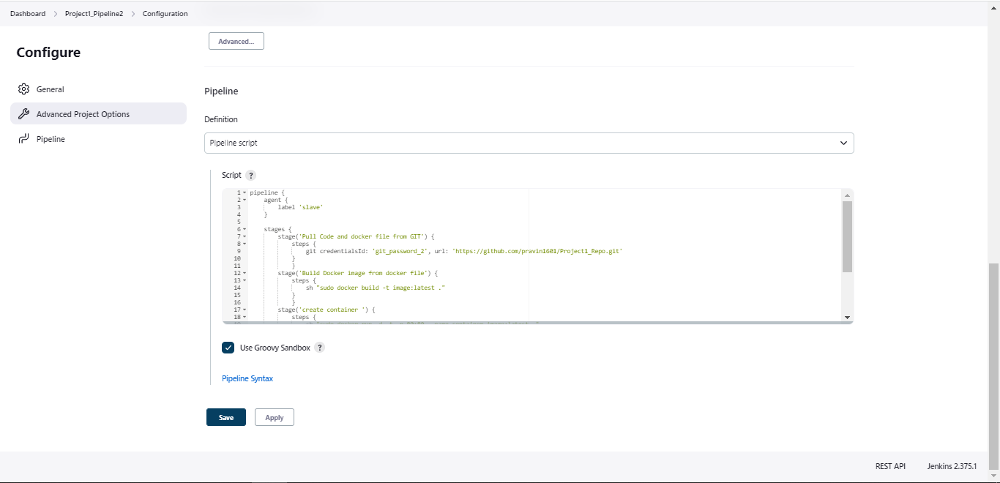 Dashboard > Project1_Pipeline2 > Configuration
Advanced...
Configure
General
Advanced Project Options
Pipeline
Pipeline
Definition
Pipeline script
Script ?
1 pipeline {
2 agent {
3 label 'slave'
4 }
5
6 stages {
7 stage('Pull Code and docker file from GIT') {
8 steps {
9 git credentialsId: 'git_password_2', url: 'https://github.com/pravin1601/Project1_Repo.git'
10 }
11 }
12 stage('Build Docker image from docker file') {
13 steps {
14 sh "sudo docker build -t image:latest ."
15 }
16 }
17 stage('create container ') {
18 steps {
Use Groovy Sandbox ?
Pipeline Syntax
Save
Apply
REST API
Jenkins 2.375.1